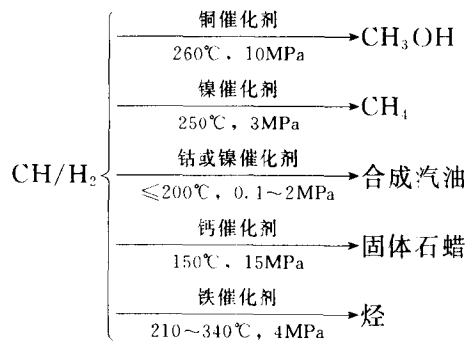 铜催化剂
260℃，10MPa
CH₃OH
镍催化剂
250℃，3MPa
CH₄
CH/H₂
钴或镍催化剂
≤200℃，0.1～2MPa
合成汽油
钙催化剂
150℃，15MPa
固体石蜡
铁催化剂
210～340℃，4MPa
烃